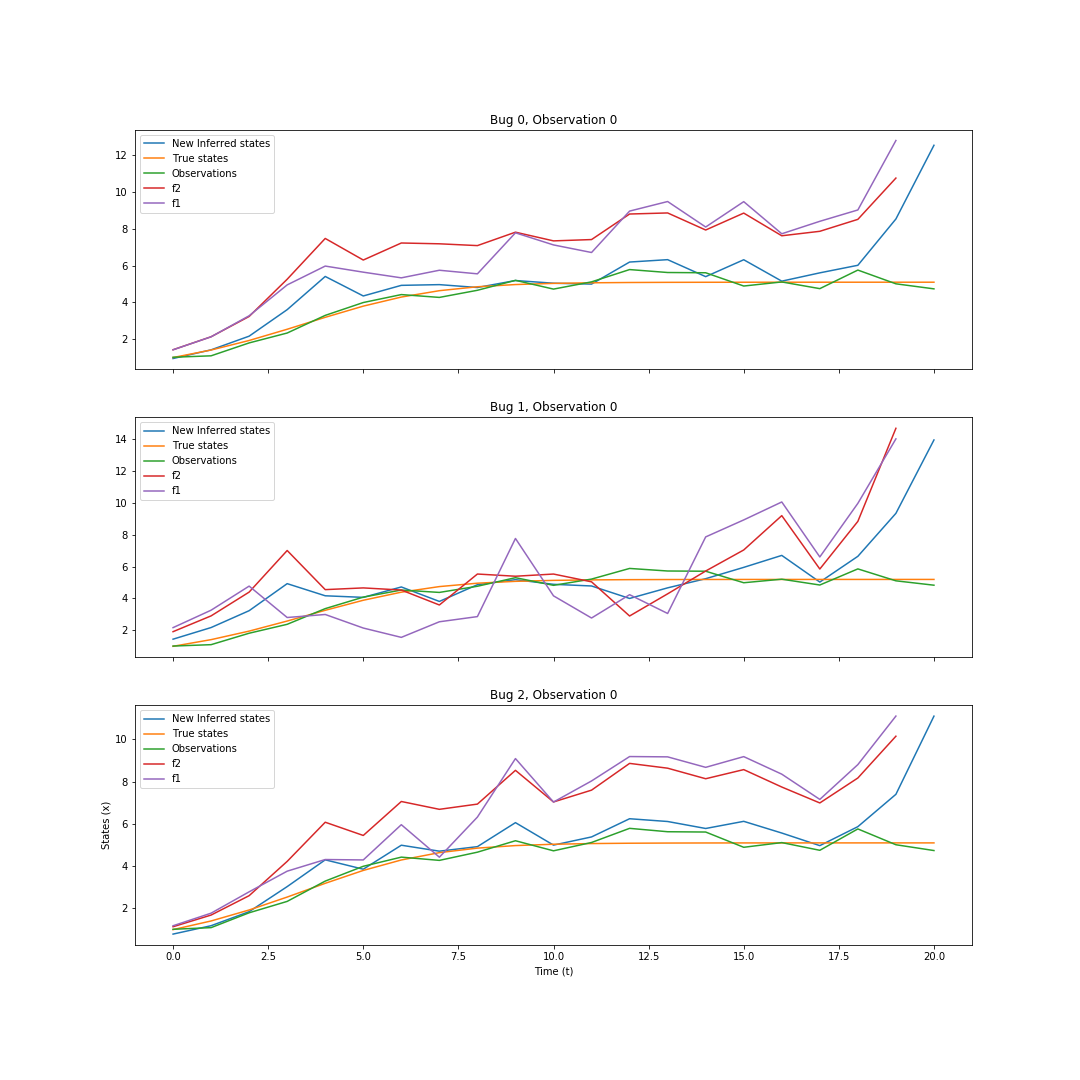 Bug 0, Observation 0
New Inferred states
True states
Observations
f2
f1
12
10
8
6
4
2
Bug 1, Observation 0
New Inferred states
True states
Observations
f2
f1
14
12
10
8
6
4
2
Bug 2, Observation 0
New Inferred states
True states
Observations
f2
f1
10
8
6
4
2
States (x)
0.0 2.5 5.0 7.5 10.0 12.5 15.0 17.5 20.0
Time (t)